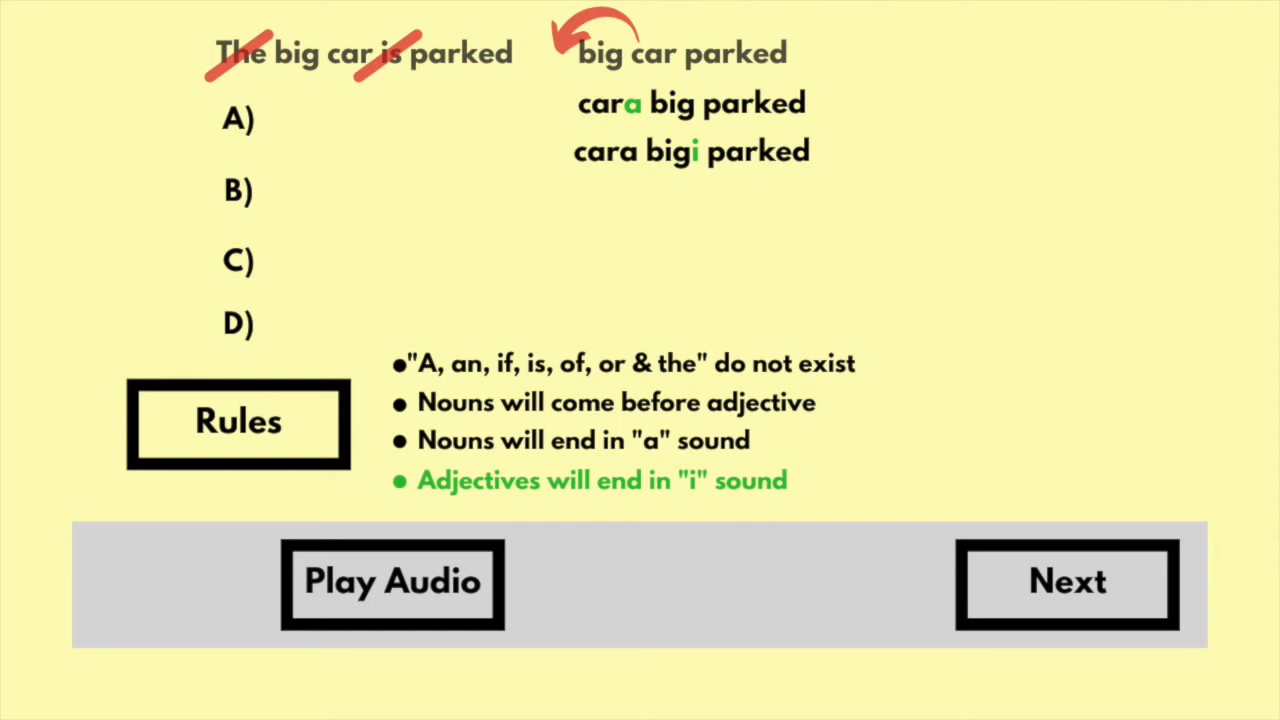 The big car is parked
big car parked
cara big parked
A)
cara bigi parked
B)
C)
D)
"A, an, if, is, of, or & the" do not exist
Rules
Nouns will come before adjective
Nouns will end in "a" sound
Adjectives will end in "i" sound
Play Audio
Next